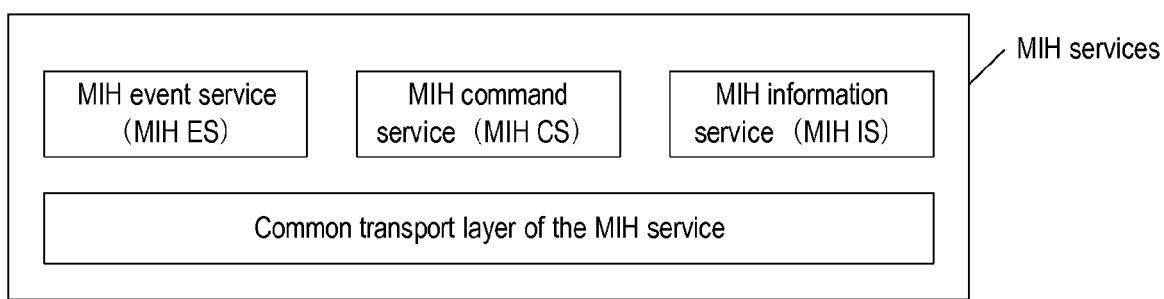 MIH services
MIH event service
（MIH ES）
MIH command
service （MIH CS）
MIH information
service （MIH IS）
Common transport layer of the MIH service